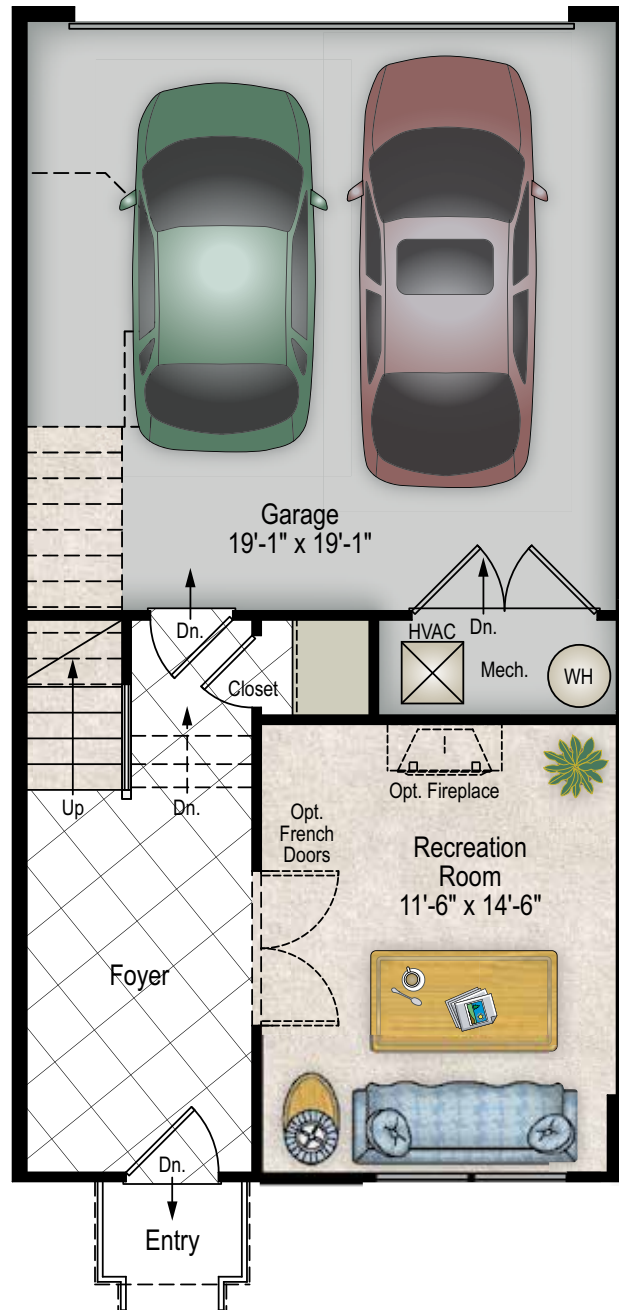 Garage
19'-1" x 19'-1"
Dn.
HVAC
Dn.
Mech.
WH
Closet
Up
Dn.
Opt. Fireplace
Opt.
French
Doors
Recreation
Room
11'-6" x 14'-6"
Foyer
Dn.
Entry